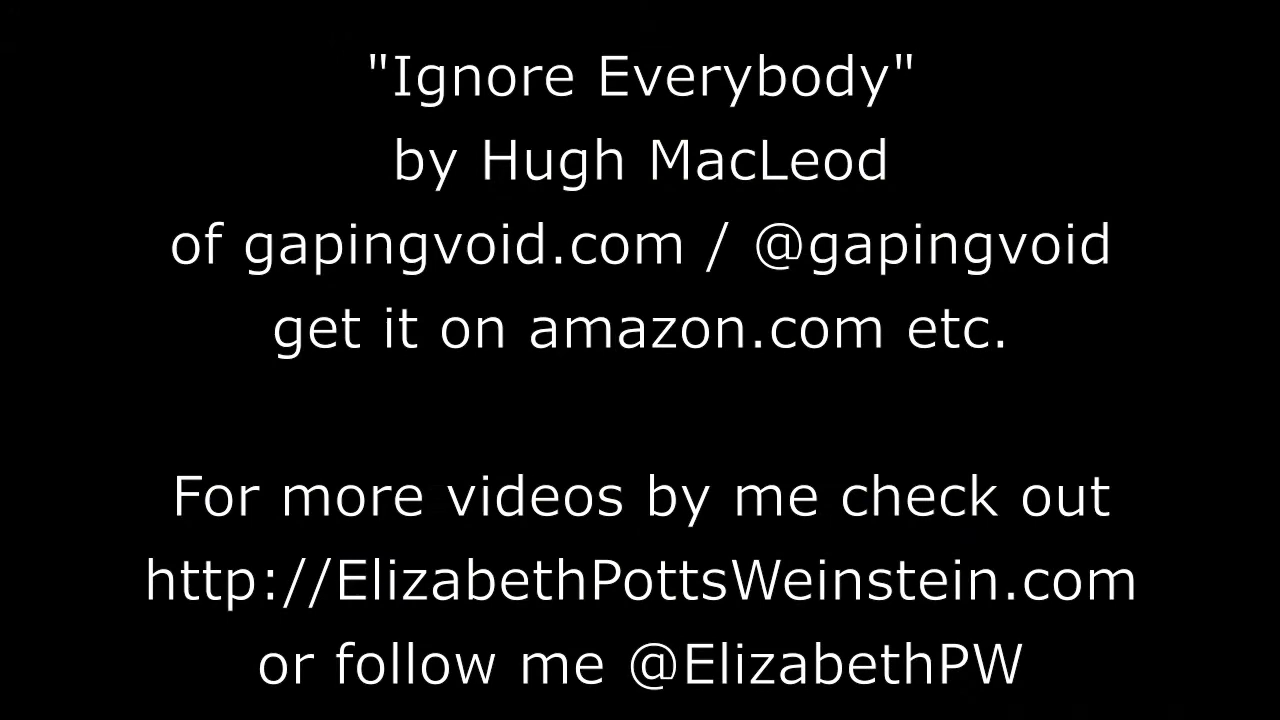 "Ignore Everybody"
by Hugh MacLeod
of gapingvoid.com / @gapingvoid
get it on amazon.com etc.
For more videos by me check out
http://ElizabethPottsWeinstein.com
or follow me @ElizabethPW